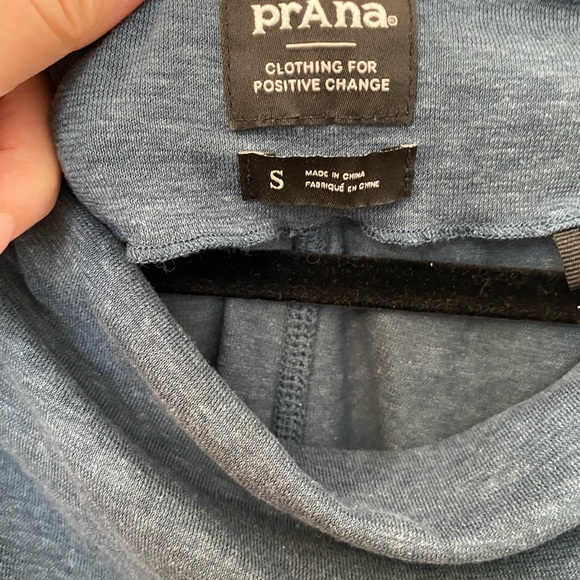 prAna®
CLOTHING FOR
POSITIVE CHANGE
S
MADE IN CHINA
FABRIQUÉ EN CHINE